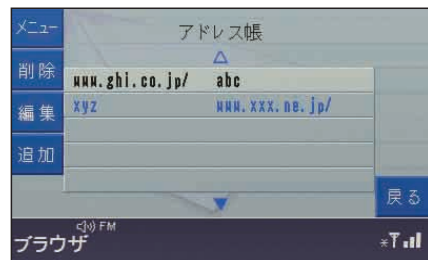 メニュー
アドレス帳
削除
編集
追加
www.ghi.co.jp/ abc
xyz www.xxx.ne.jp/
戻る
FM
ブラウザ